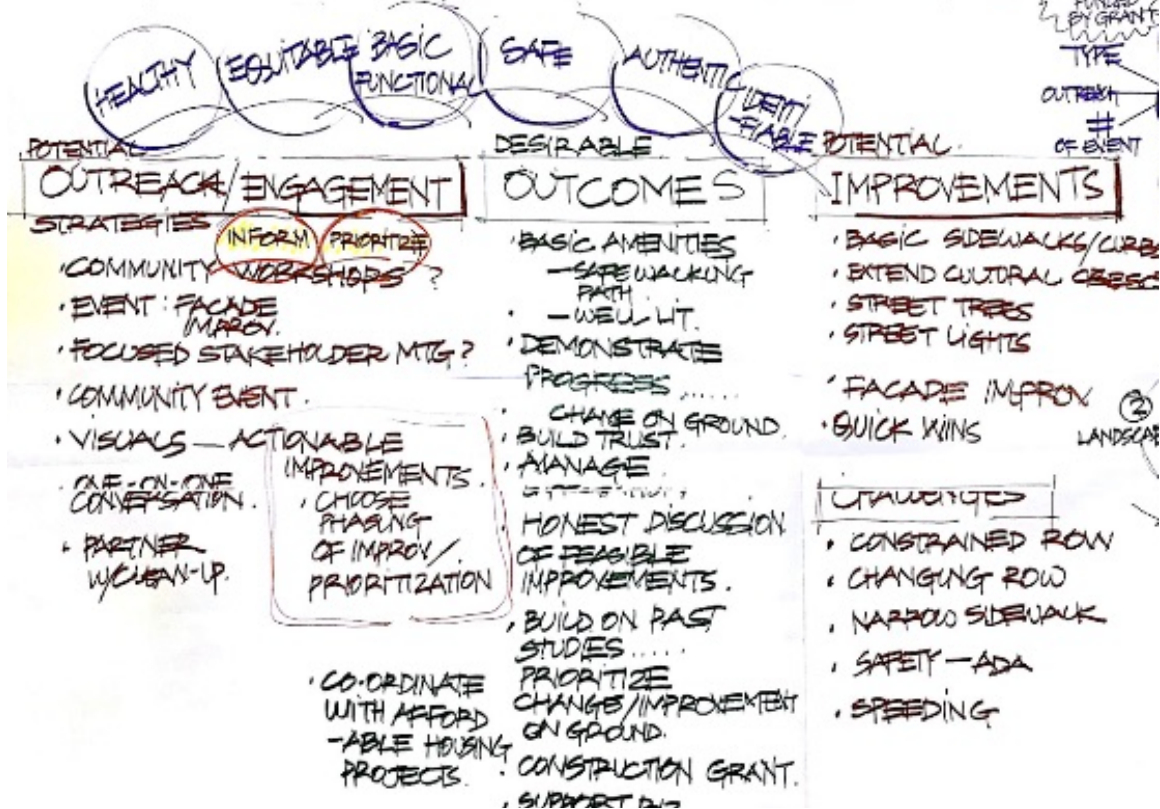 FUNDED
BY GRANT
TYPE
OUTREACH
#
OF EVENT
HEALTHY
EQUITABLE
BASIC
FUNCTIONAL
SAFE
AUTHENTIC
IDENTI
-FIABLE
POTENTIAL
OUTREACH/ENGAGEMENT
STRATEGIES
INFORM
PRIORITIZE
• COMMUNITY WORKSHOPS ?
• EVENT: FACADE
IMPROV.
• FOCUSED STAKEHOLDER MTG?
• COMMUNITY EVENT.
• VISUALS — ACTIONABLE
IMPROVEMENTS.
• CHOOSE
PHASING
OF IMPROV/
PRIORITIZATION
ONE-ON-ONE
CONVERSATION.
• PARTNER
W/CLEAN-UP.
• CO-ORDINATE
WITH AFFORD
-ABLE HOUSING
PROJECTS.
DESIRABLE
OUTCOMES
• BASIC AMENITIES
— SAFE WALKING
PATH
• — WELL LIT.
• DEMONSTRATE
PROGRESS.....
• ON GROUND.
• BUILD TRUST.
• MANAGE
HONEST DISCUSSION
OF FEASIBLE
IMPROVEMENTS.
• BUILD ON PAST
STUDIES.....
PRIORITIZE
CHANGE/IMPROVEMENT
ON GROUND.
• CONSTRUCTION GRANT.
• SUPPORT BIZ
POTENTIAL
IMPROVEMENTS
• BASIC SIDEWALKS/CURBS
• EXTEND CULTURAL
• STREET TREES
• STREET LIGHTS
• FACADE IMPROV
• QUICK WINS
②
LANDSCA
CHALLENGES
• CONSTRAINED ROW
• CHANGING ROW
• NARROW SIDEWALK
• SAFETY — ADA
• SPEEDING